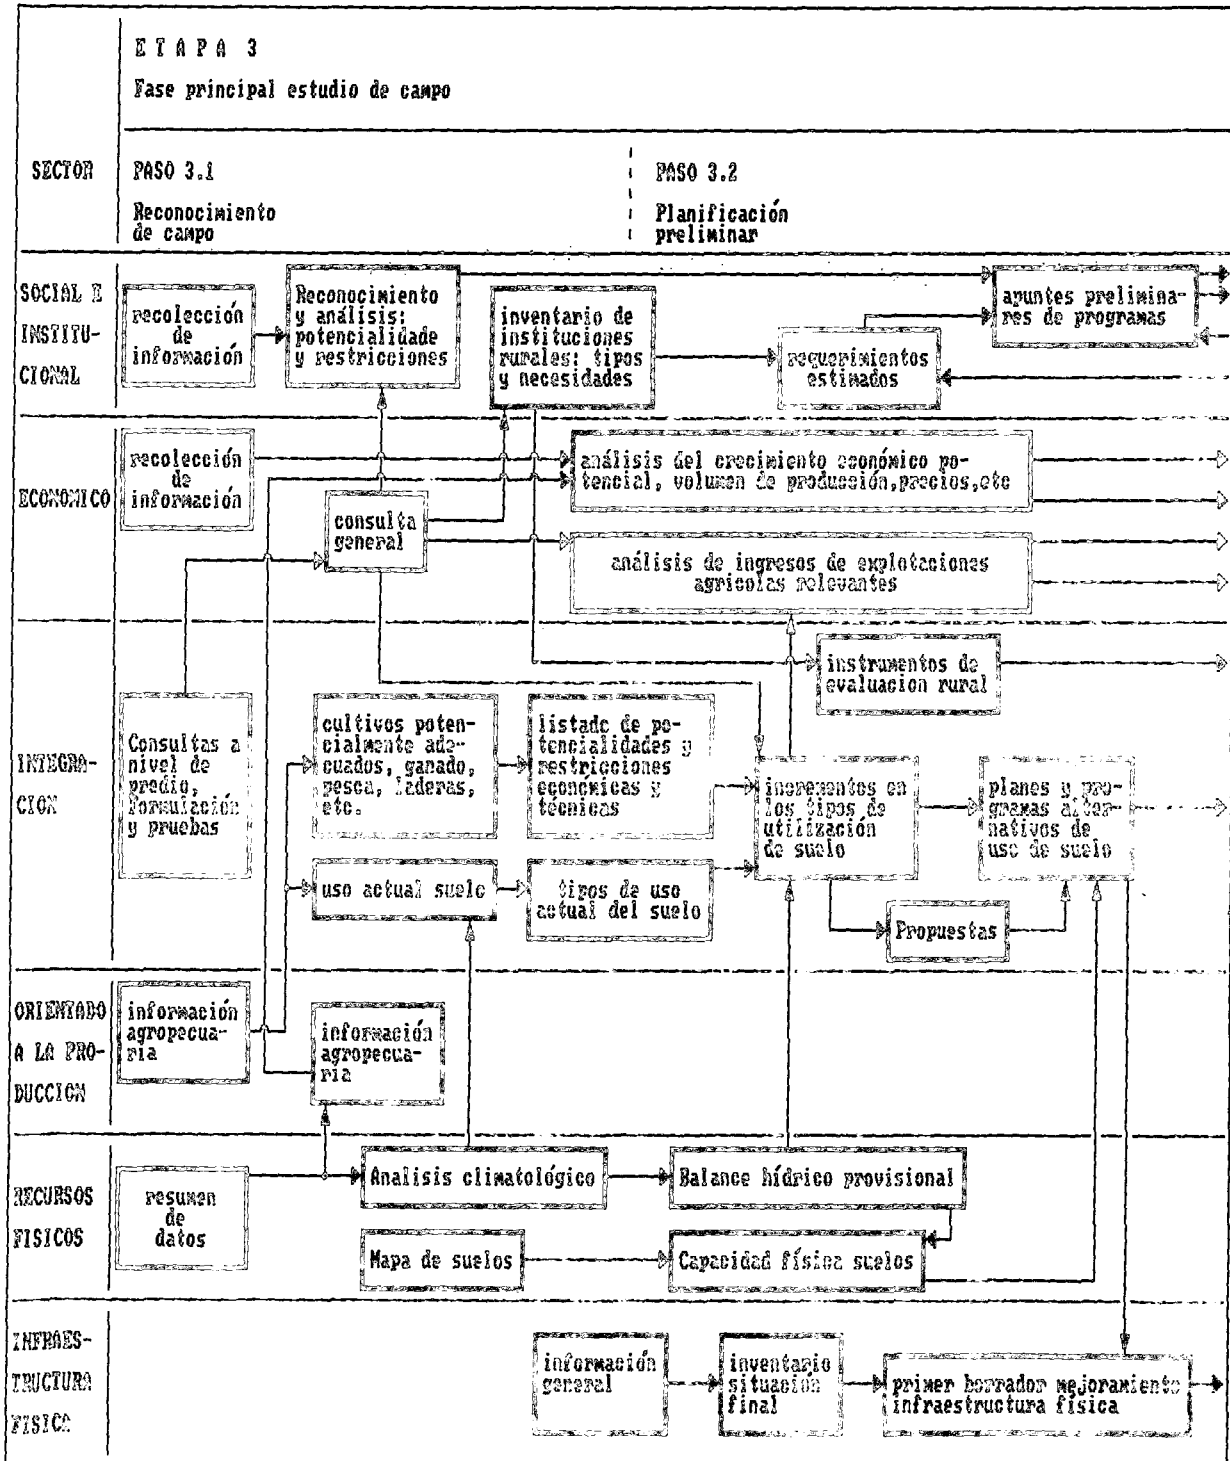 ETAPA 3
Fase principal estudio de campo
SECTOR
PASO 3.1
Reconocimiento
de campo
PASO 3.2
Planificación
preliminar
SOCIAL E
INSTITU-
CIONAL
recolección
de
información
Reconocimiento
y análisis:
potencialidade
y restricciones
inventario de
instituciones
rurales: tipos
y necesidades
requerimientos
estimados
apuntes prelimina-
res de programas
ECONOMICO
recolección
de
información
consulta
general
análisis del crecimiento económico po-
tencial, volumen de producción,precios,etc
análisis de ingresos de explotaciones
agricolas relevantes
INTEGRA-
CION
Consultas a
nivel de
predio,
Formulación
y pruebas
cultivos poten-
cialmente ade-
cuados, ganado,
pesca, laderas,
etc.
listado de po-
tencialidades y
restricciones
economicas y
técnicas
instrumentos de
evaluacion rural
incrementos en
los tipos de
utilización
de suelo
planes y pro-
gramas alter-
nativos de
uso de suelo
uso actual suelo
tipos de uso
actual del suelo
Propuestas
ORIENTADO
A LA PRO-
DUCCION
información
agropecua-
ria
información
agropecua-
ria
RECURSOS
FISICOS
resumen
de
datos
Analisis climatológico
Balance hídrico provisional
Mapa de suelos
Capacidad física suelos
INFRAES-
TRUCTURA
FISICA
información
general
inventario
situación
final
primer borrador mejoramiento
infraestructura física